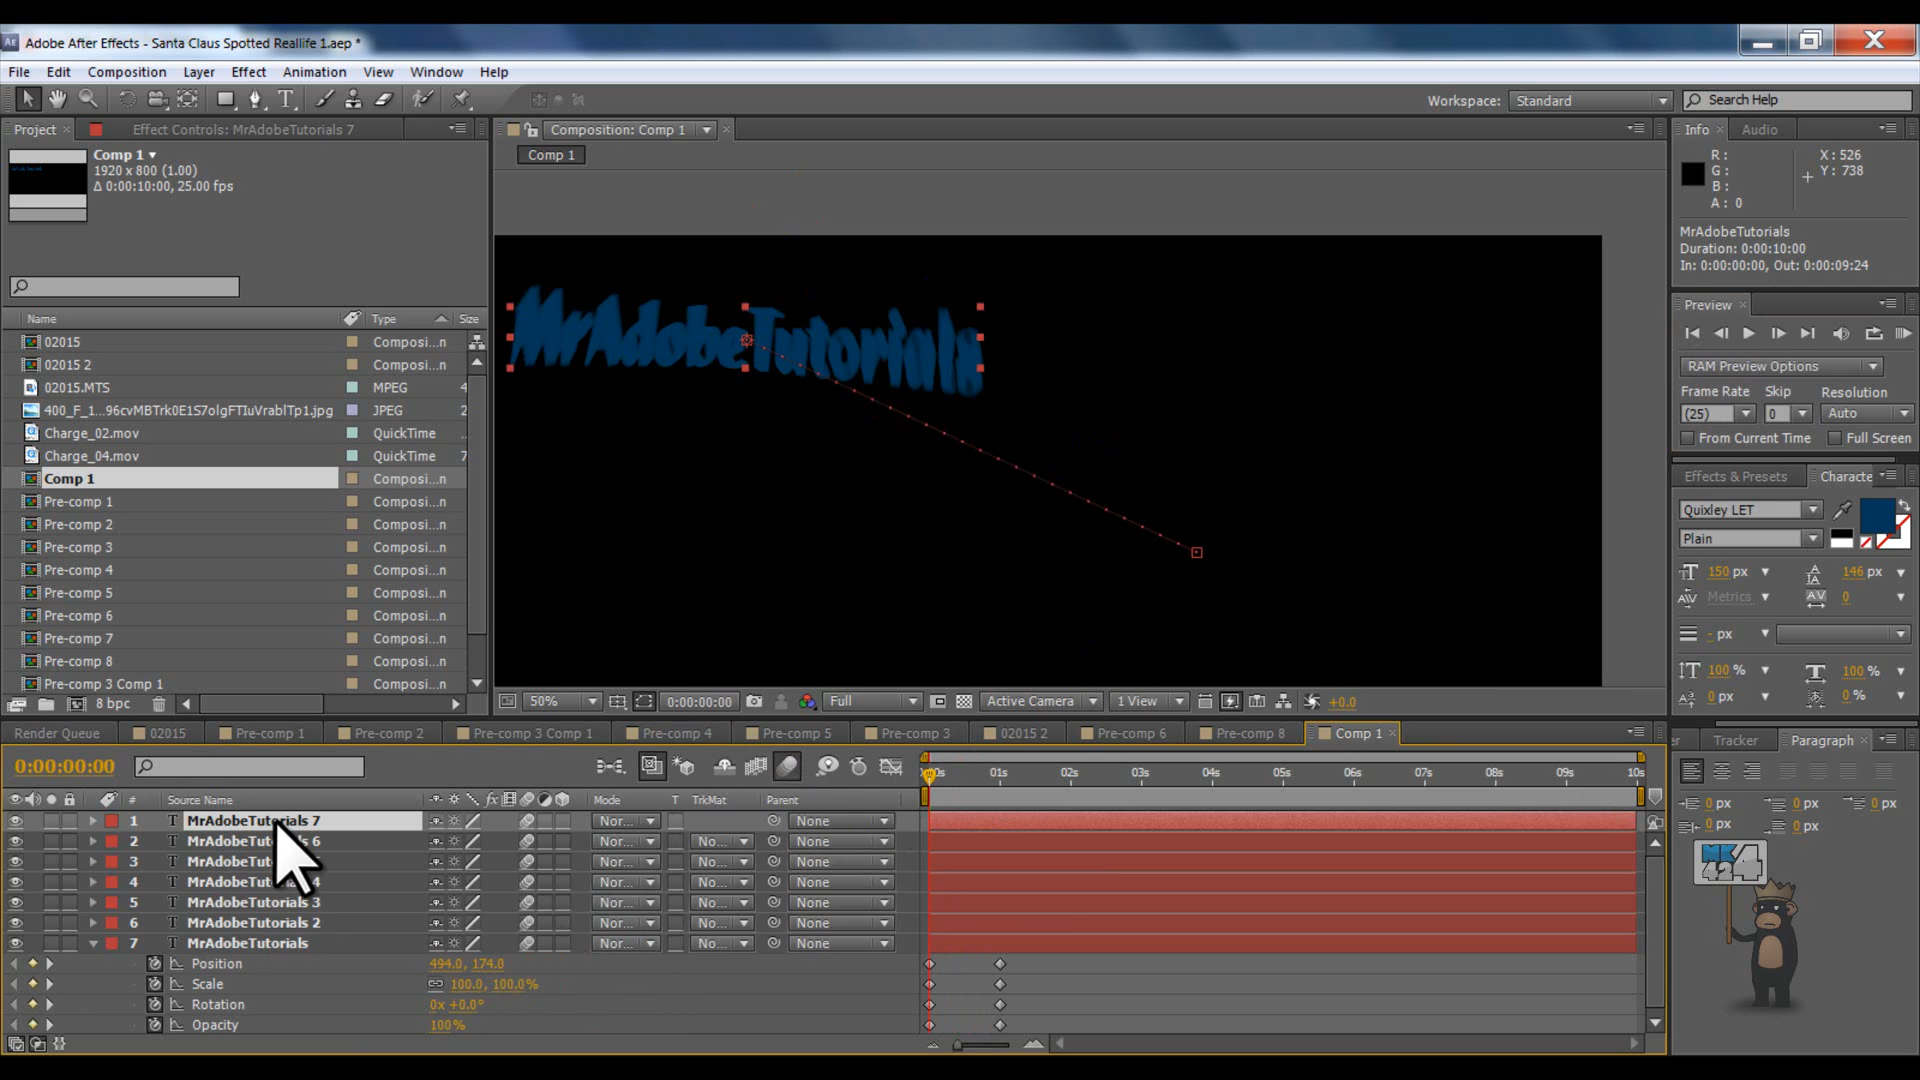 Adobe After Effects - Santa Claus Spotted Reallife 1.aep *
File Edit Composition Layer Effect Animation View Window Help
Workspace: Standard Search Help
Project Effect Controls: MrAdobeTutorials 7
Composition: Comp 1
Info Audio
Comp 1
1920 x 800 (1.00)
Δ 0:00:10:00, 25.00 fps
Comp 1
R:
G:
B:
A: 0
X: 526
Y: 738
MrAdobeTutorials
Duration: 0:00:10:00
In: 0:00:00:00, Out: 0:00:09:24
MrAdobeTutorials
Preview
RAM Preview Options
Frame Rate Skip Resolution
(25) 0 Auto
From Current Time Full Screen
Name Type Size
02015 Composi...n
02015 2 Composi...n
02015.MTS MPEG 4
400_F_1...96cvMBTrk0E1S7olgFTIuVrablTp1.jpg JPEG 2
Charge_02.mov QuickTime ...
Charge_04.mov QuickTime 7
Comp 1 Composi...n
Pre-comp 1 Composi...n
Pre-comp 2 Composi...n
Pre-comp 3 Composi...n
Pre-comp 4 Composi...n
Pre-comp 5 Composi...n
Pre-comp 6 Composi...n
Pre-comp 7 Composi...n
Pre-comp 8 Composi...n
Pre-comp 3 Comp 1 Composi...n
8 bpc
Effects & Presets Characte
Quixley LET
Plain
150 px 146 px
Metrics 0
- px
100 % 100 %
0 px 0 %
50% 0:00:00:00 Full Active Camera 1 View +0.0
Render Queue 02015 Pre-comp 1 Pre-comp 2 Pre-comp 3 Comp 1 Pre-comp 4 Pre-comp 5 Pre-comp 3 02015 2 Pre-comp 6 Pre-comp 8 Comp 1
Tracker Paragraph
0 px 0 px 0 px
0 px 0 px
MK
424
0:00:00:00
01s 02s 03s 04s 05s 06s 07s 08s 09s 10s
# Source Name Mode T TrkMat Parent
1 T MrAdobeTutorials 7 Nor... None
2 T MrAdobeTutorials 6 Nor... No... None
3 T MrAdobeTut Nor... No... None
4 T MrAdobeTut 4 Nor... No... None
5 T MrAdobeTutorials 3 Nor... No... None
6 T MrAdobeTutorials 2 Nor... No... None
7 T MrAdobeTutorials Nor... No... None
Position 494.0, 174.0
Scale 100.0, 100.0%
Rotation 0x +0.0°
Opacity 100%